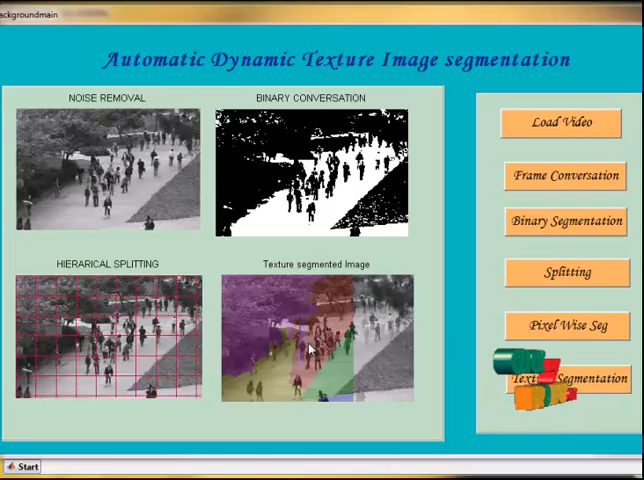 ackgroundmain
Automatic Dynamic Texture Image segmentation
NOISE REMOVAL
BINARY CONVERSATION
HIERARICAL SPLITTING
Texture segmented Image
Load Video
Frame Conversation
Binary Segmentation
Splitting
Pixel Wise Seg
Segmentation
Start